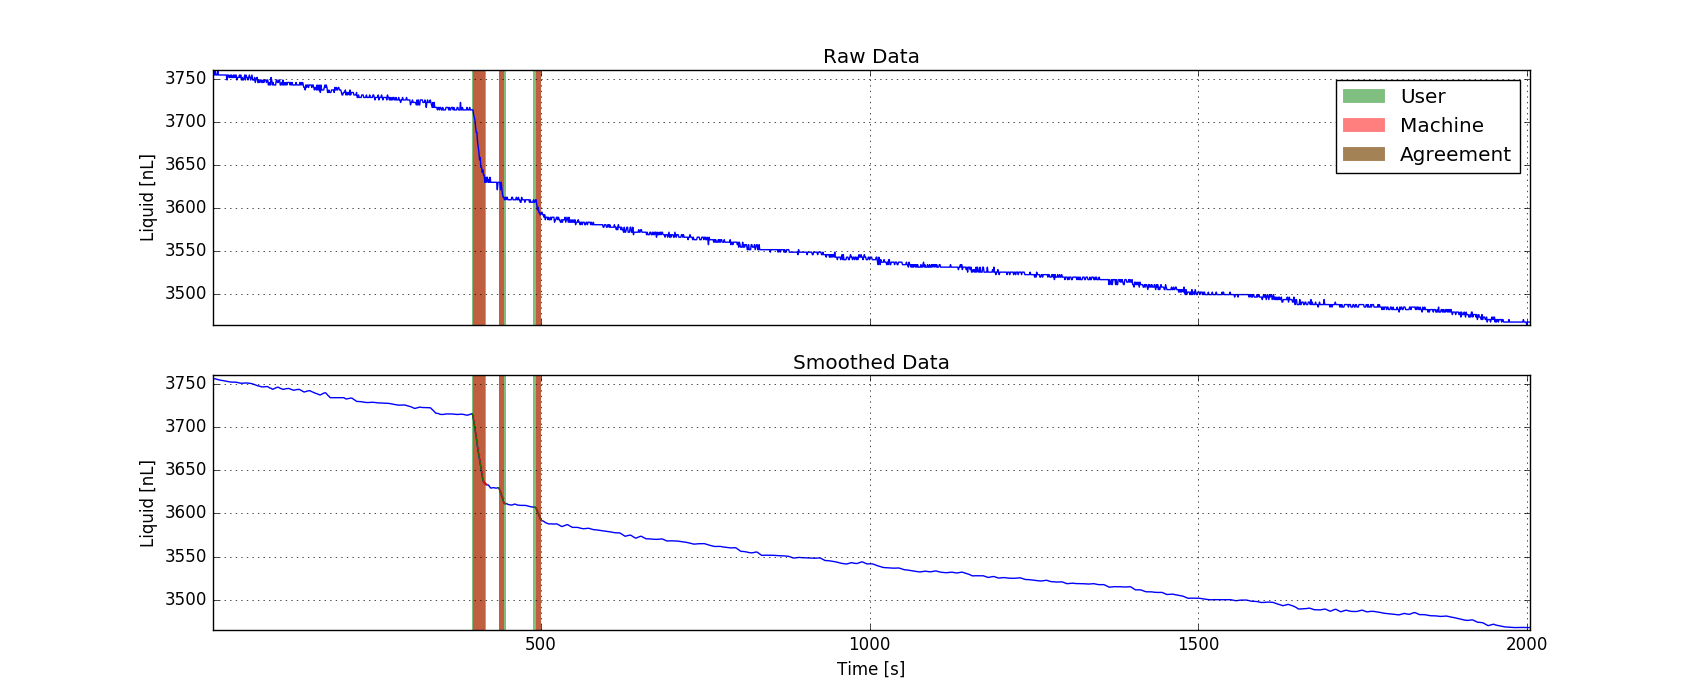 Raw Data
3750
3700
3650
3600
3550
3500
Liquid [nL]
User
Machine
Agreement
Smoothed Data
3750
3700
3650
3600
3550
3500
Liquid [nL]
500 1000 1500 2000
Time [s]